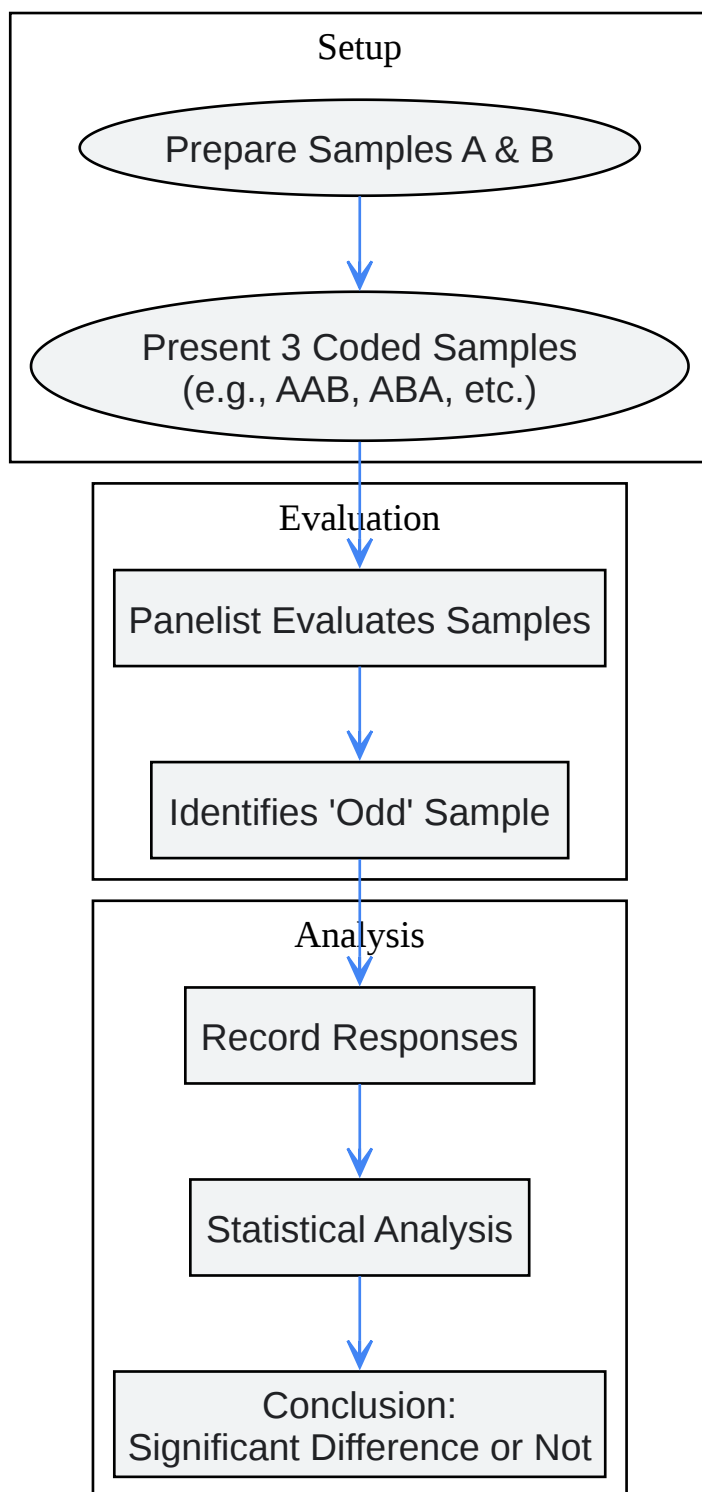 Setup
Prepare Samples A & B
Present 3 Coded Samples
(e.g., AAB, ABA, etc.)
Evaluation
Panelist Evaluates Samples
Identifies 'Odd' Sample
Analysis
Record Responses
Statistical Analysis
Conclusion:
Significant Difference or Not